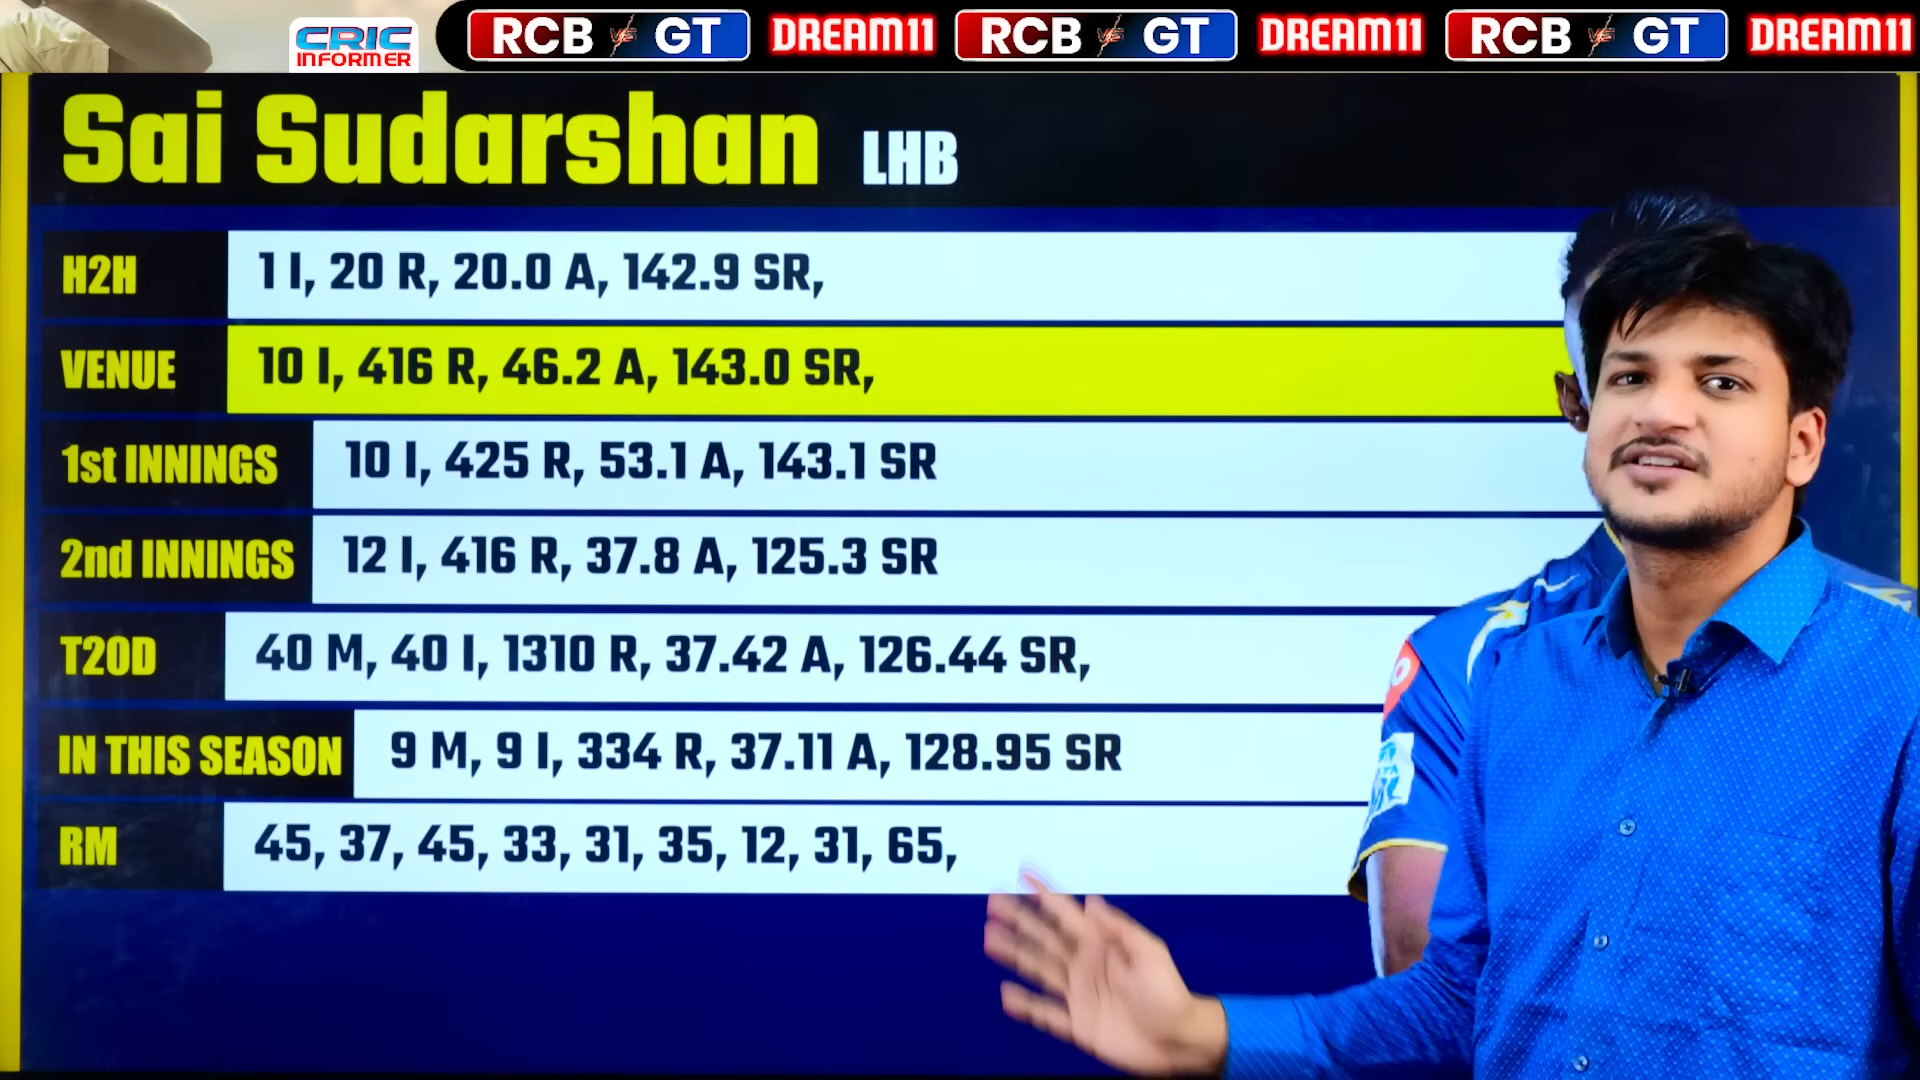 CRIC
INFORMER
RCB VS GT DREAM11 RCB VS GT DREAM11 RCB VS GT DREAM11
Sai Sudarshan LHB
H2H 1 I, 20 R, 20.0 A, 142.9 SR,
VENUE 10 I, 416 R, 46.2 A, 143.0 SR,
1st INNINGS 10 I, 425 R, 53.1 A, 143.1 SR
2nd INNINGS 12 I, 416 R, 37.8 A, 125.3 SR
T20D 40 M, 40 I, 1310 R, 37.42 A, 126.44 SR,
IN THIS SEASON 9 M, 9 I, 334 R, 37.11 A, 128.95 SR
RM 45, 37, 45, 33, 31, 35, 12, 31, 65,